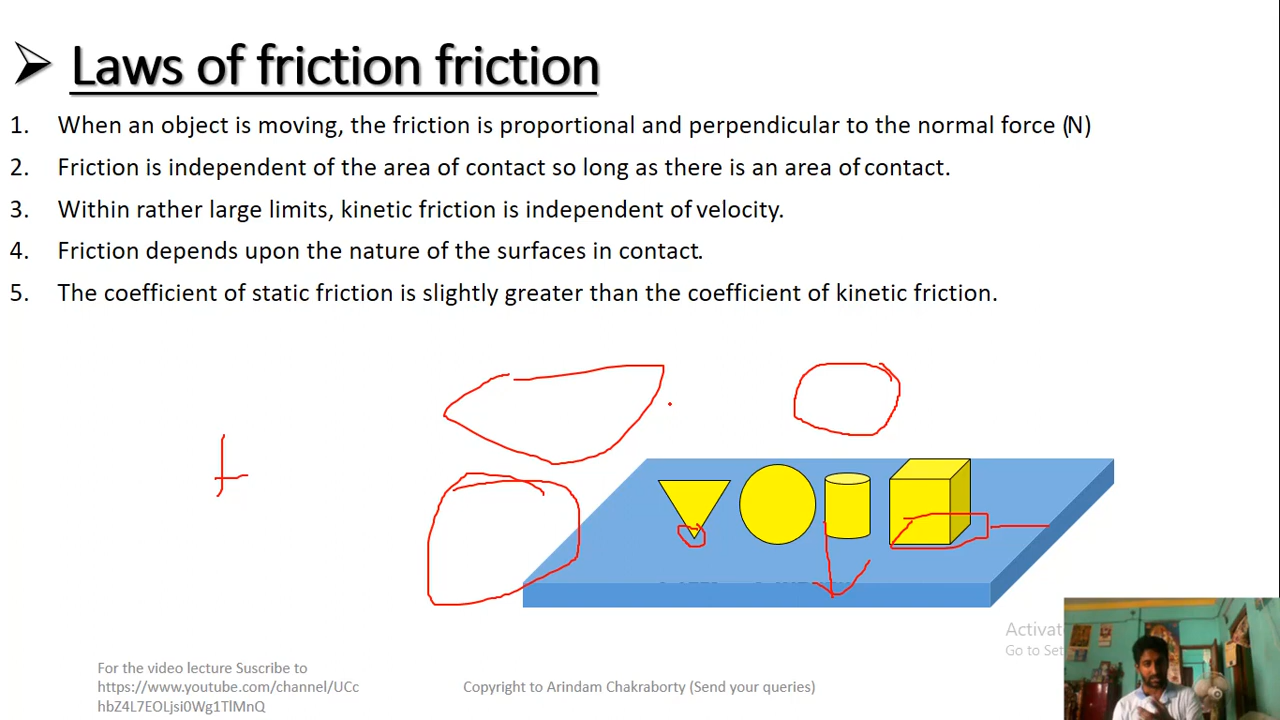 Laws of friction friction
1. When an object is moving, the friction is proportional and perpendicular to the normal force (N)
2. Friction is independent of the area of contact so long as there is an area of contact.
3. Within rather large limits, kinetic friction is independent of velocity.
4. Friction depends upon the nature of the surfaces in contact.
5. The coefficient of static friction is slightly greater than the coefficient of kinetic friction.
Activat
Go to Set
For the video lecture Suscribe to
https://www.youtube.com/channel/UCc
hbZ4L7EOLjsi0Wg1TlMnQ
Copyright to Arindam Chakraborty (Send your queries)